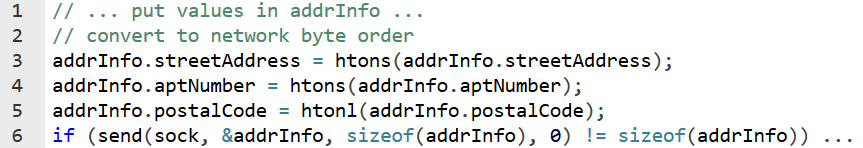 1 // ... put values in addrInfo ...
2 // convert to network byte order
3 addrInfo.streetAddress = htons(addrInfo.streetAddress);
4 addrInfo.aptNumber = htons(addrInfo.aptNumber);
5 addrInfo.postalCode = htonl(addrInfo.postalCode);
6 if (send(sock, &addrInfo, sizeof(addrInfo), 0) != sizeof(addrInfo)) ...